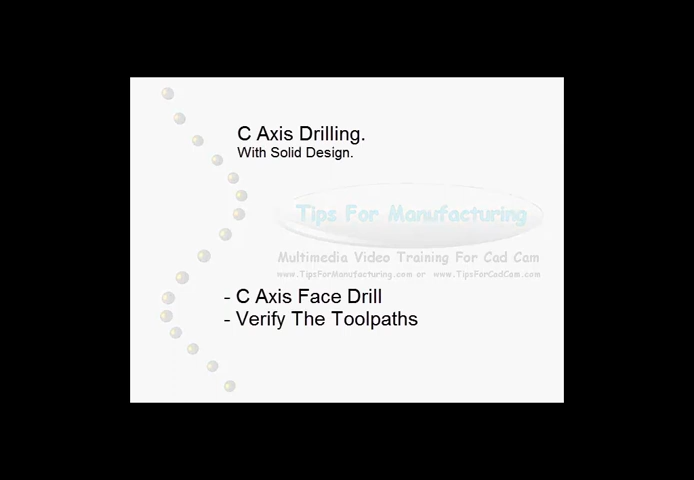 C Axis Drilling.
With Solid Design.
Tips For Manufacturing
Multimedia Video Training For Cad Cam
www.TipsForManufacturing.com or www.TipsForCadCam.com
- C Axis Face Drill
- Verify The Toolpaths